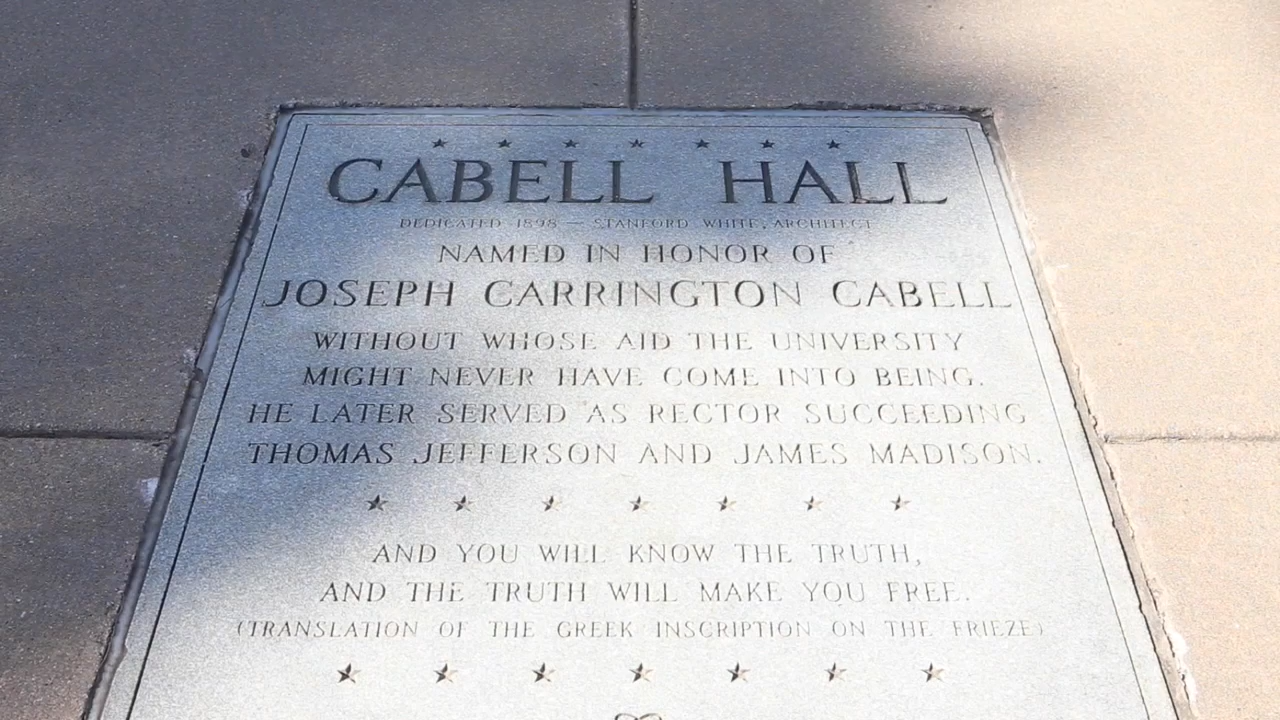 CABELL HALL
DEDICATED 1898 — STANFORD WHITE, ARCHITECT
NAMED IN HONOR OF
JOSEPH CARRINGTON CABELL
WITHOUT WHOSE AID THE UNIVERSITY
MIGHT NEVER HAVE COME INTO BEING.
HE LATER SERVED AS RECTOR SUCCEEDING
THOMAS JEFFERSON AND JAMES MADISON.
AND YOU WILL KNOW THE TRUTH,
AND THE TRUTH WILL MAKE YOU FREE.
(TRANSLATION OF THE GREEK INSCRIPTION ON THE FRIEZE)